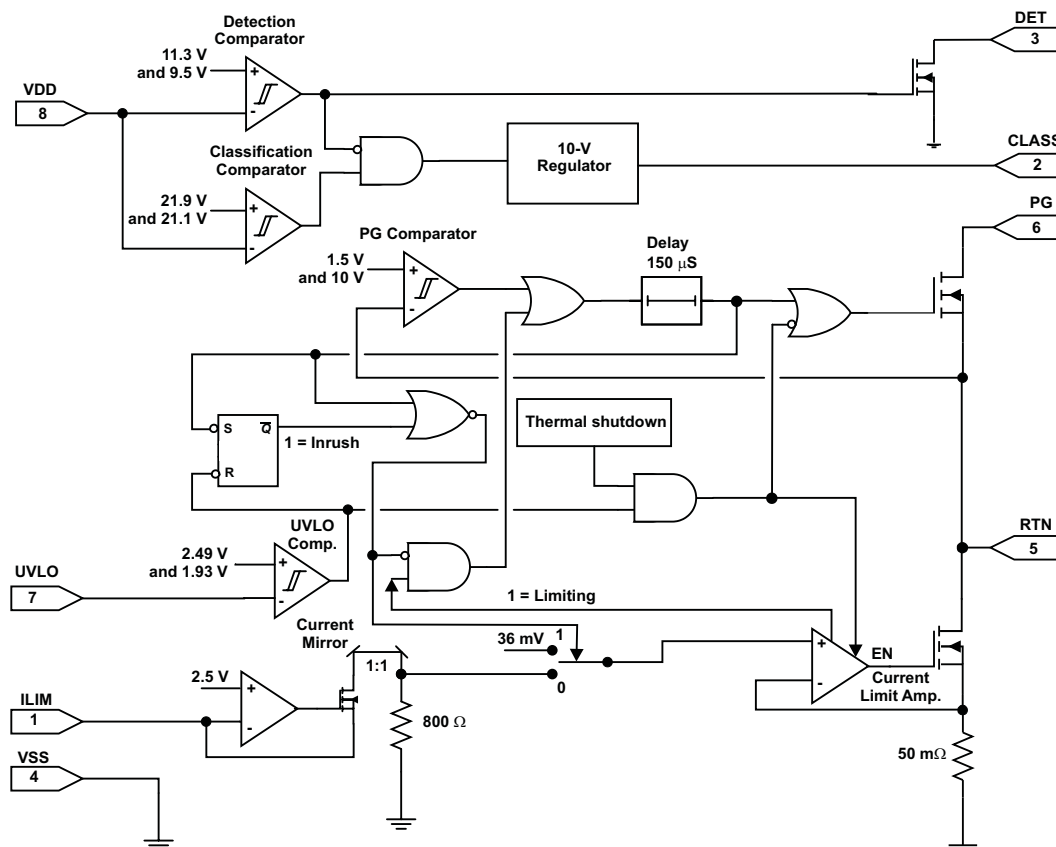 Detection
Comparator
11.3 V
and 9.5 V
+
-
VDD
8
DET
3
Classification
Comparator
21.9 V
and 21.1 V
+
-
10-V
Regulator
CLASS
2
PG
6
PG Comparator
1.5 V
and 10 V
+
-
Delay
150 μS
S
Q̅
R
1 = Inrush
Thermal shutdown
UVLO
Comp.
2.49 V
and 1.93 V
+
-
UVLO
7
RTN
5
1 = Limiting
Current
Mirror
1:1
36 mV
1
0
+
-
EN
Current
Limit Amp.
2.5 V
+
-
ILIM
1
800 Ω
50 mΩ
VSS
4